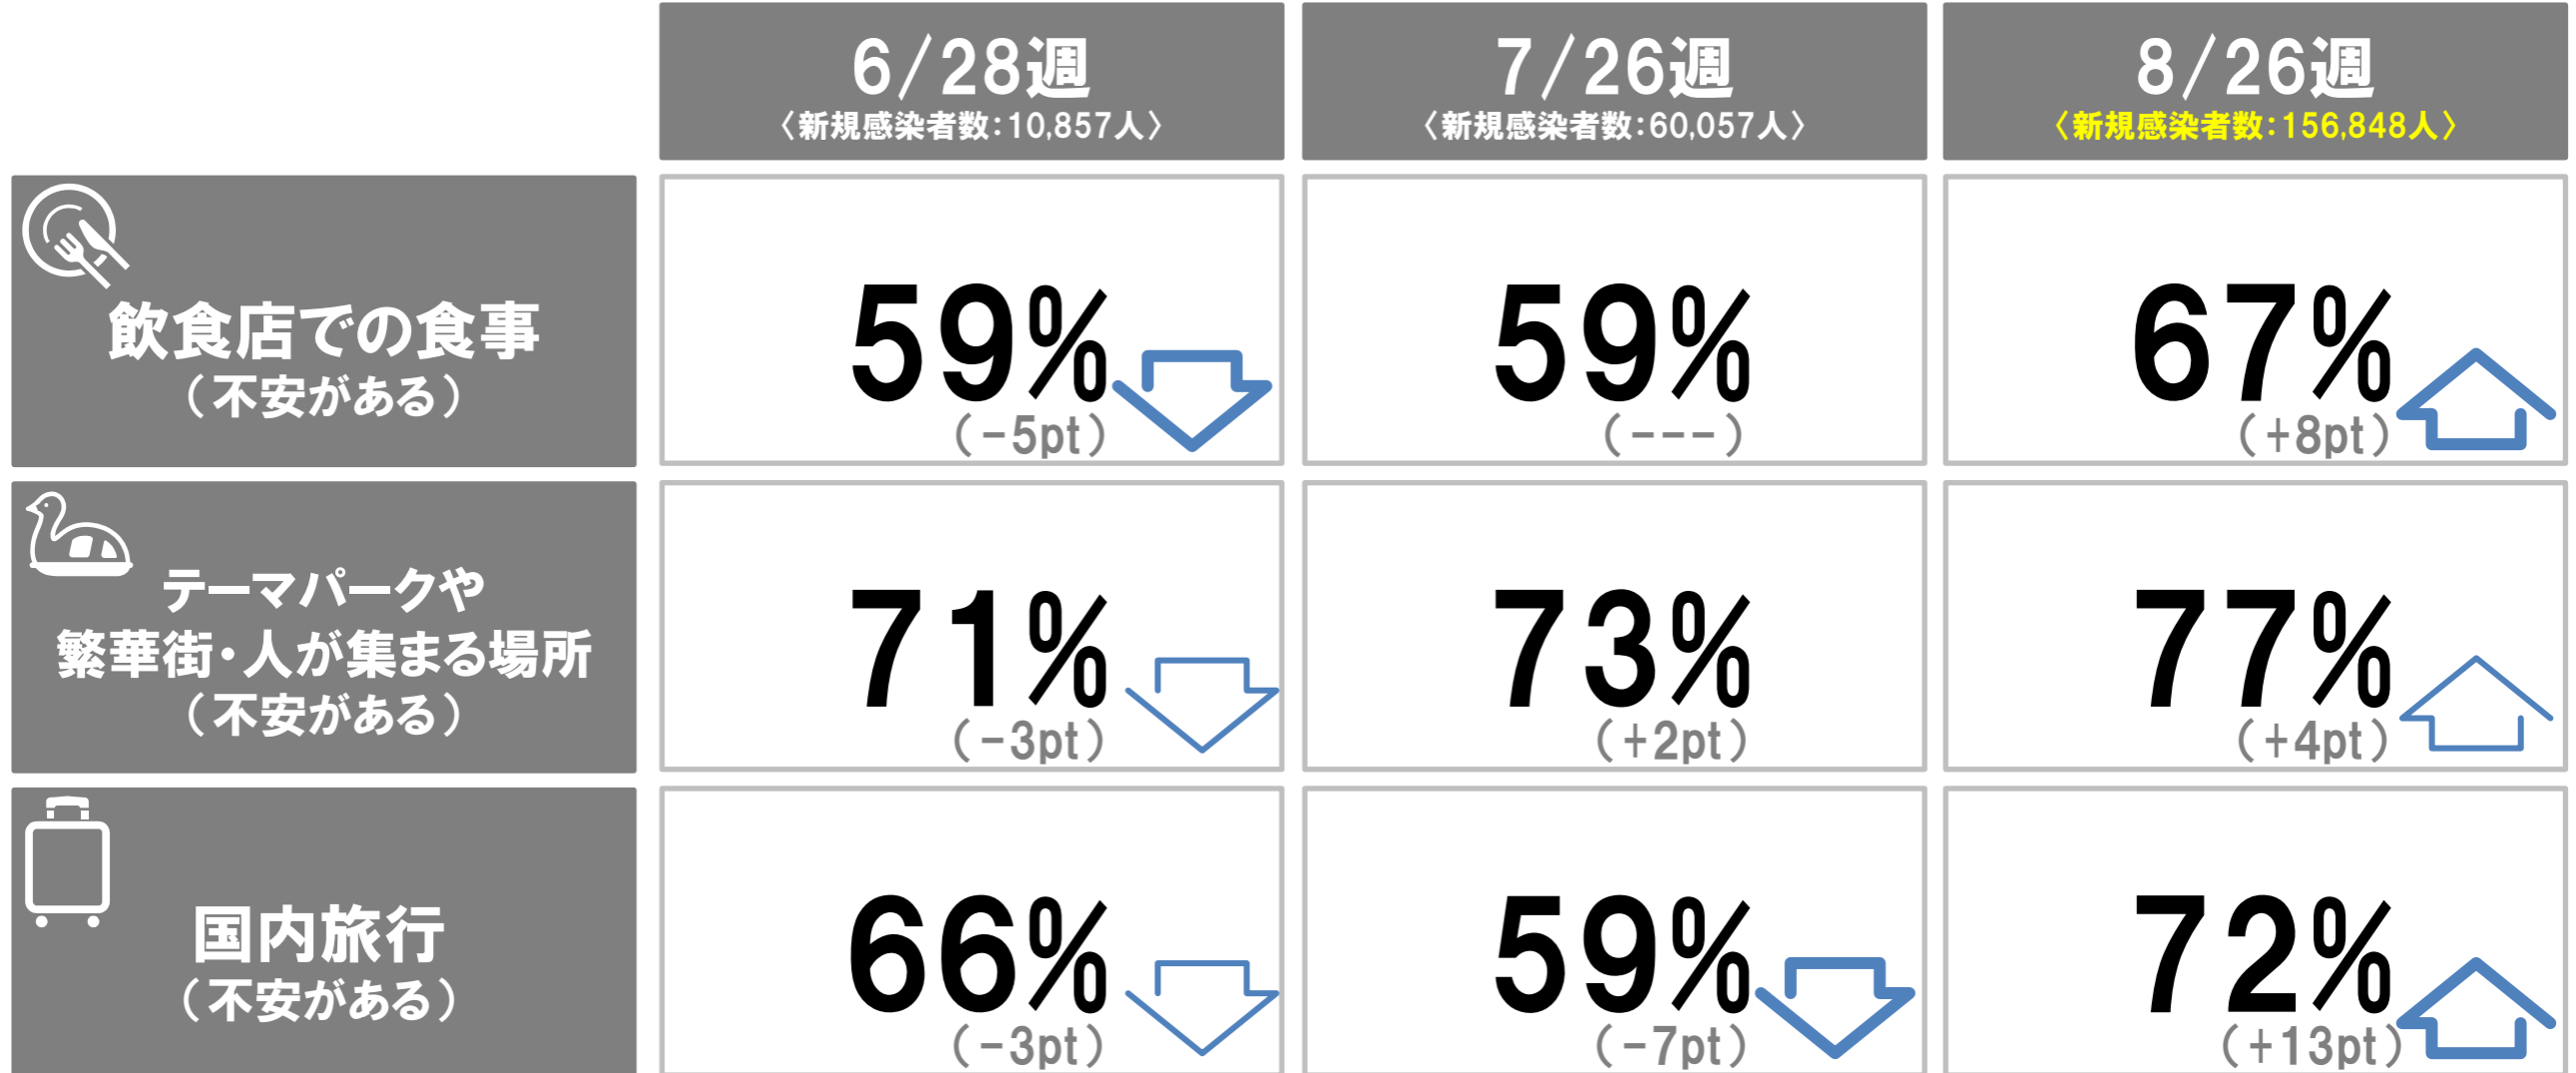 6/28週
〈新規感染者数：10,857人〉
7/26週
〈新規感染者数：60,057人〉
8/26週
〈新規感染者数：156,848人〉
飲食店での食事
（不安がある）
59%
（-5pt）
59%
（---）
67%
（+8pt）
テーマパークや
繁華街・人が集まる場所
（不安がある）
71%
（-3pt）
73%
（+2pt）
77%
（+4pt）
国内旅行
（不安がある）
66%
（-3pt）
59%
（-7pt）
72%
（+13pt）